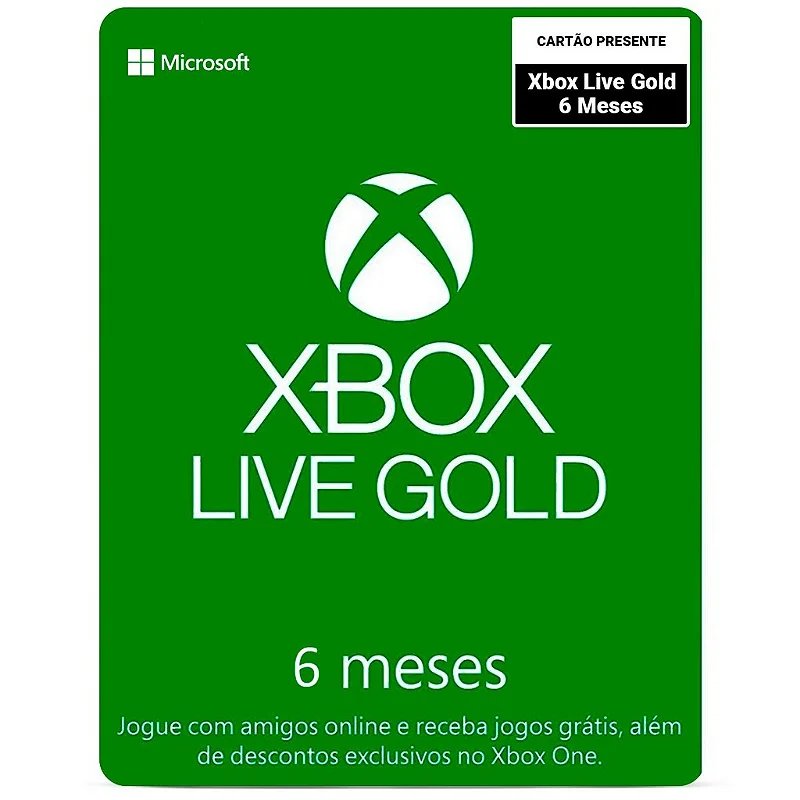 Microsoft
CARTÃO PRESENTE
Xbox Live Gold
6 Meses
XBOX
LIVE GOLD
6 meses
Jogue com amigos online e receba jogos grátis, além
de descontos exclusivos no Xbox One.